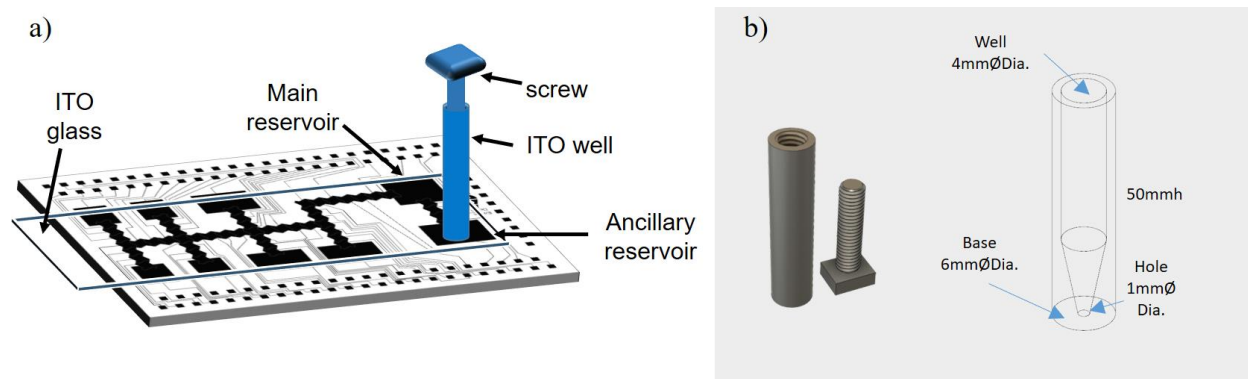 a)
ITO
glass
Main
reservoir
screw
ITO well
Ancillary
reservoir
b)
Well
4mmØDia.
50mmh
Base
6mmØDia.
Hole
1mmØ
Dia.